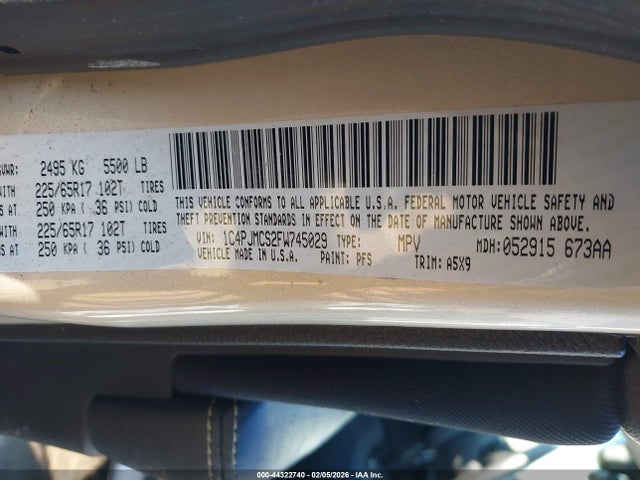 GVWR: 2495 KG 5500 LB
WITH 225/65R17 102T TIRES
AT 250 KPA ( 36 PSI) COLD
WITH 225/65R17 102T TIRES
AT 250 KPA ( 36 PSI) COLD
THIS VEHICLE CONFORMS TO ALL APPLICABLE U.S.A. FEDERAL MOTOR VEHICLE SAFETY AND
THEFT PREVENTION STANDARDS IN EFFECT ON THE DATE OF MANUFACTURE SHOWN ABOVE.
VIN: 1C4PJMCS2FW745029 TYPE: MPV MDH: 052915 673AA
VEHICLE MADE IN U.S.A. PAINT: PFS TRIM: A5X9
000-44322740 - 02/05/2026 - IAA Inc.